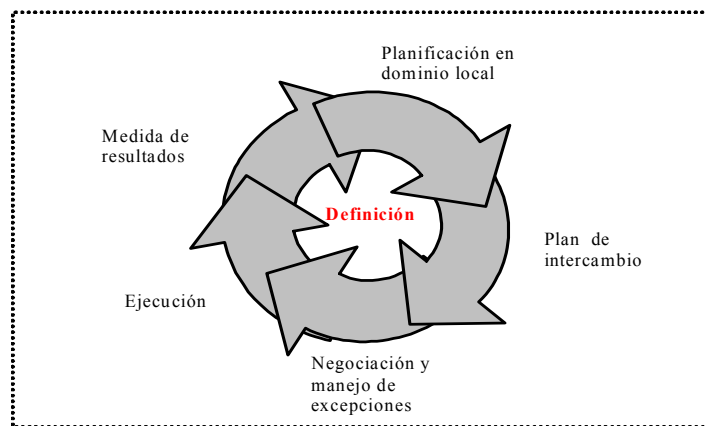 Planificación en
dominio local
Medida de
resultados
Definición
Plan de
intercambio
Ejecución
Negociación y
manejo de
excepciones